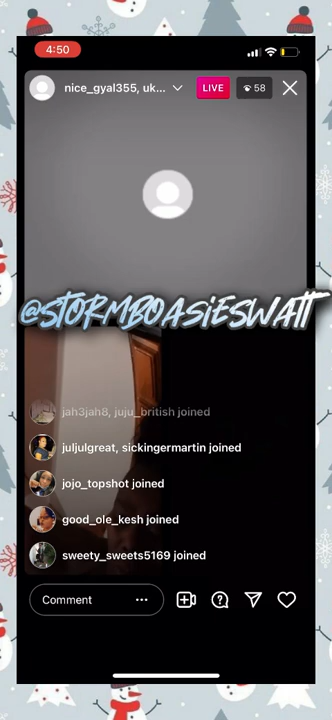 4:50
nice_gyal355, uk...
LIVE
58
@STORMBOASIESWATT
jah3jah8, juju_british joined
juljulgreat, sickingermartin joined
jojo_topshot joined
good_ole_kesh joined
sweety_sweets5169 joined
Comment